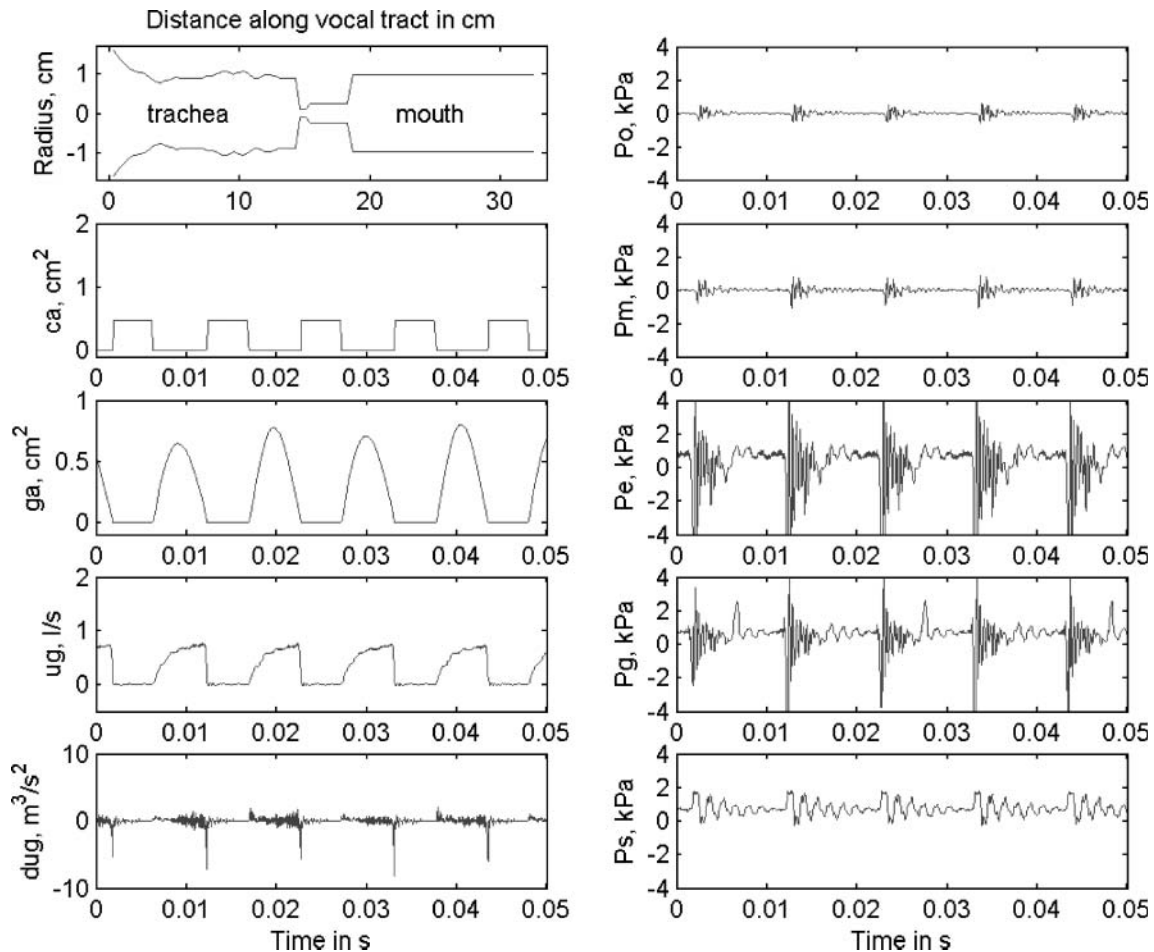 Distance along vocal tract in cm
Radius, cm
1
0
-1
trachea
mouth
0 10 20 30
ca, cm²
2
1
0
0 0.01 0.02 0.03 0.04 0.05
ga, cm²
1
0.5
0
0 0.01 0.02 0.03 0.04 0.05
ug, l/s
2
1
0
0 0.01 0.02 0.03 0.04 0.05
dug, m³/s²
10
0
-10
0 0.01 0.02 0.03 0.04 0.05
Time in s
Po, kPa
4
2
0
-2
-4
0 0.01 0.02 0.03 0.04 0.05
Pm, kPa
4
2
0
-2
-4
0 0.01 0.02 0.03 0.04 0.05
Pe, kPa
4
2
0
-2
-4
0 0.01 0.02 0.03 0.04 0.05
Pg, kPa
4
2
0
-2
-4
0 0.01 0.02 0.03 0.04 0.05
Ps, kPa
4
2
0
-2
-4
0 0.01 0.02 0.03 0.04 0.05
Time in s